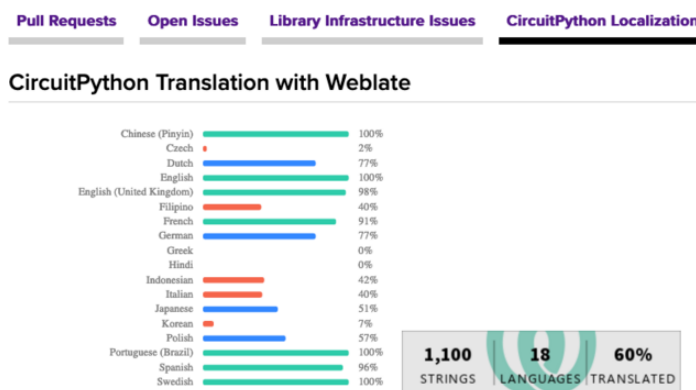 Pull Requests Open Issues Library Infrastructure Issues CircuitPython Localization
CircuitPython Translation with Weblate
Chinese (Pinyin) 100%
Czech 2%
Dutch 77%
English 100%
English (United Kingdom) 98%
Filipino 40%
French 91%
German 77%
Greek 0%
Hindi 0%
Indonesian 42%
Italian 40%
Japanese 51%
Korean 7%
Polish 57%
Portuguese (Brazil) 100%
Spanish 96%
Swedish 100%
1,100 18 60%
STRINGS LANGUAGES TRANSLATED